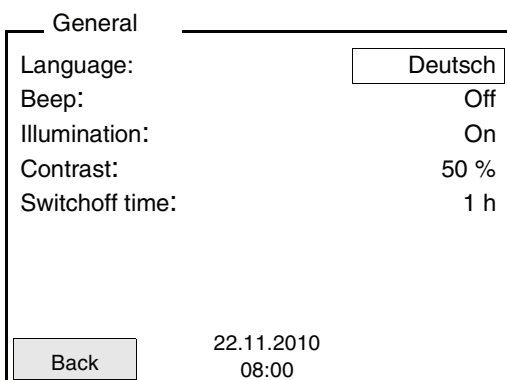 General
Language: Deutsch
Beep: Off
Illumination: On
Contrast: 50 %
Switchoff time: 1 h
Back
22.11.2010
08:00